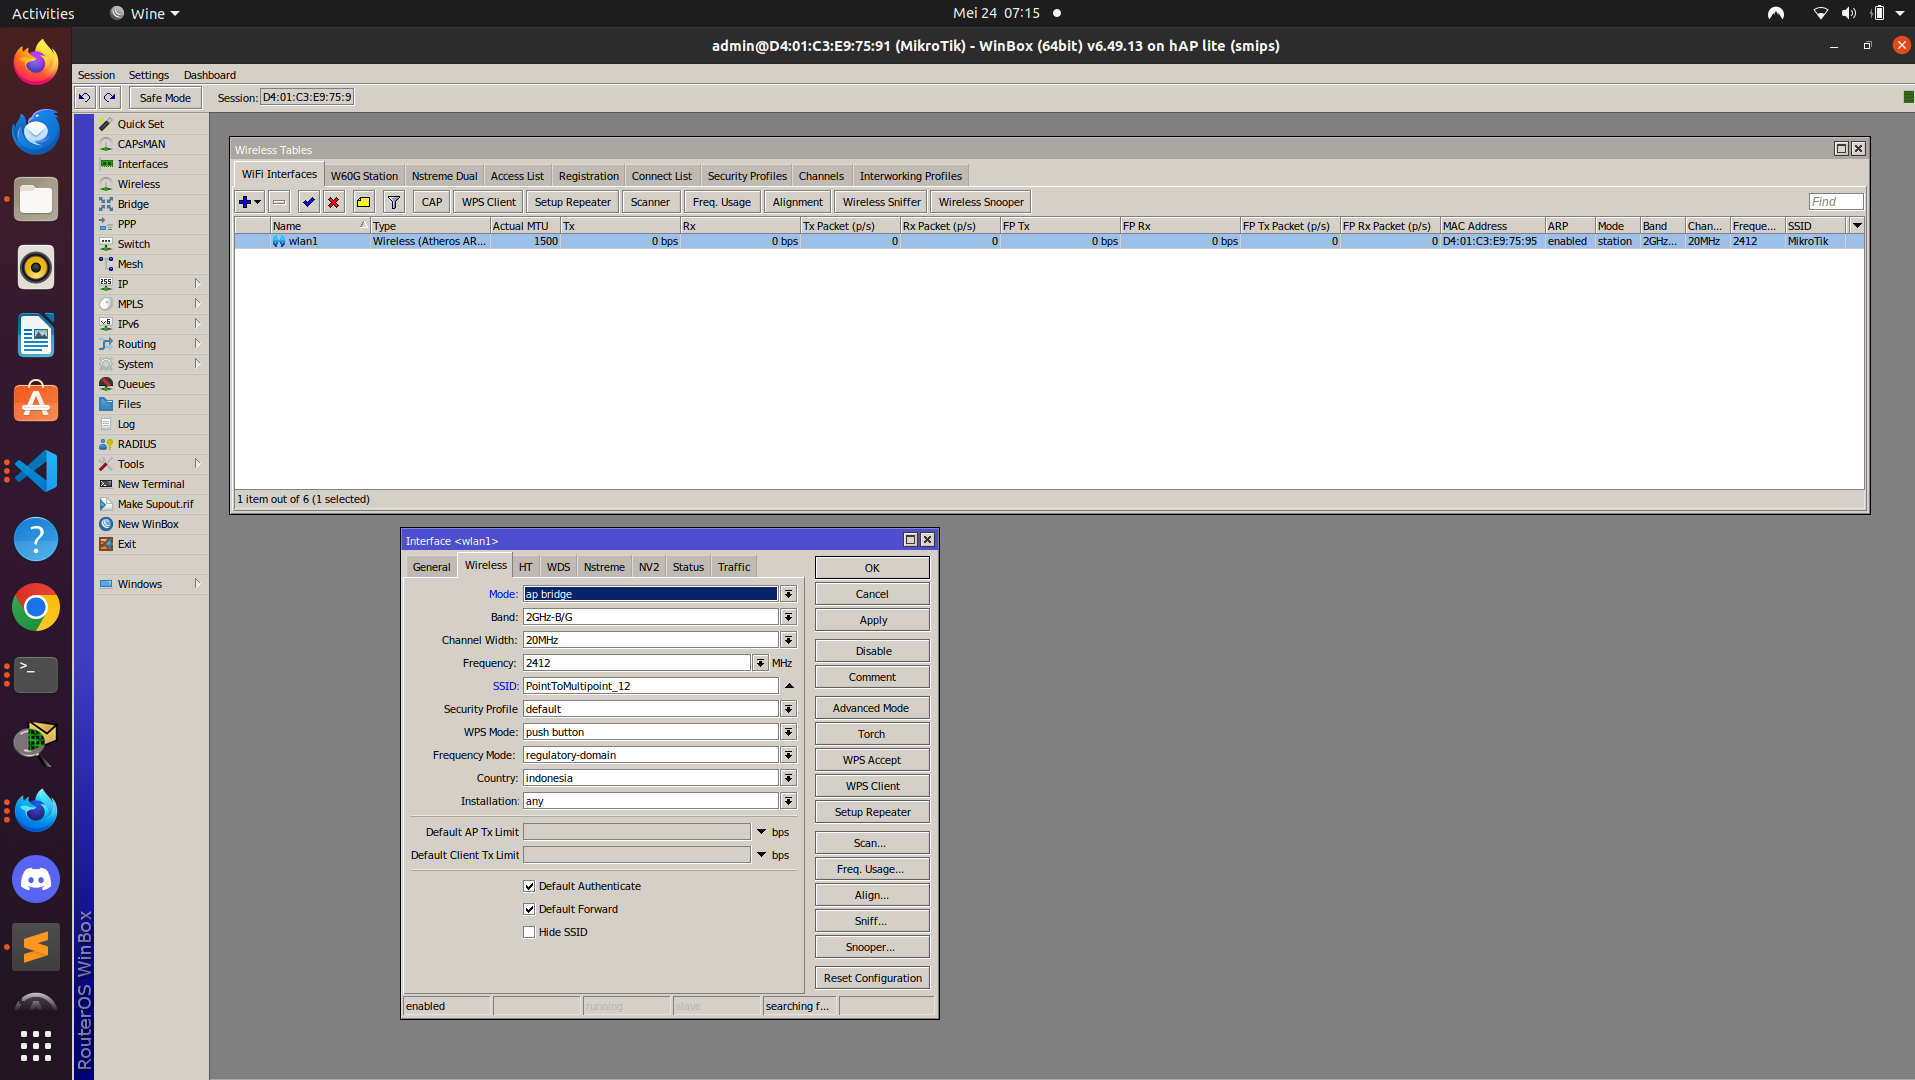 Activities
Wine
Mei 24 07:15
admin@D4:01:C3:E9:75:91 (MikroTik) - WinBox (64bit) v6.49.13 on hAP lite (smips)
Session Settings Dashboard
Safe Mode Session: D4:01:C3:E9:75:9
Quick Set
CAPsMAN
Interfaces
Wireless
Bridge
PPP
Switch
Mesh
IP
MPLS
IPv6
Routing
System
Queues
Files
Log
RADIUS
Tools
New Terminal
Make Supout.rif
New WinBox
Exit
Windows
RouterOS WinBox
Wireless Tables
WiFi Interfaces W60G Station Nstreme Dual Access List Registration Connect List Security Profiles Channels Interworking Profiles
CAP WPS Client Setup Repeater Scanner Freq. Usage Alignment Wireless Sniffer Wireless Snooper Find
Name Type Actual MTU Tx Rx Tx Packet (p/s) Rx Packet (p/s) FP Tx FP Rx FP Tx Packet (p/s) FP Rx Packet (p/s) MAC Address ARP Mode Band Chan... Freque... SSID
wlan1 Wireless (Atheros AR... 1500 0 bps 0 bps 0 0 0 bps 0 bps 0 0 D4:01:C3:E9:75:95 enabled station 2GHz... 20MHz 2412 MikroTik
1 item out of 6 (1 selected)
Interface <wlan1>
General Wireless HT WDS Nstreme NV2 Status Traffic
Mode: ap bridge
Band: 2GHz-B/G
Channel Width: 20MHz
Frequency: 2412 MHz
SSID: PointToMultipoint_12
Security Profile default
WPS Mode: push button
Frequency Mode: regulatory-domain
Country: indonesia
Installation: any
Default AP Tx Limit bps
Default Client Tx Limit bps
Default Authenticate
Default Forward
Hide SSID
OK
Cancel
Apply
Disable
Comment
Advanced Mode
Torch
WPS Accept
WPS Client
Setup Repeater
Scan...
Freq. Usage...
Align...
Sniff...
Snooper...
Reset Configuration
enabled running slave searching f...